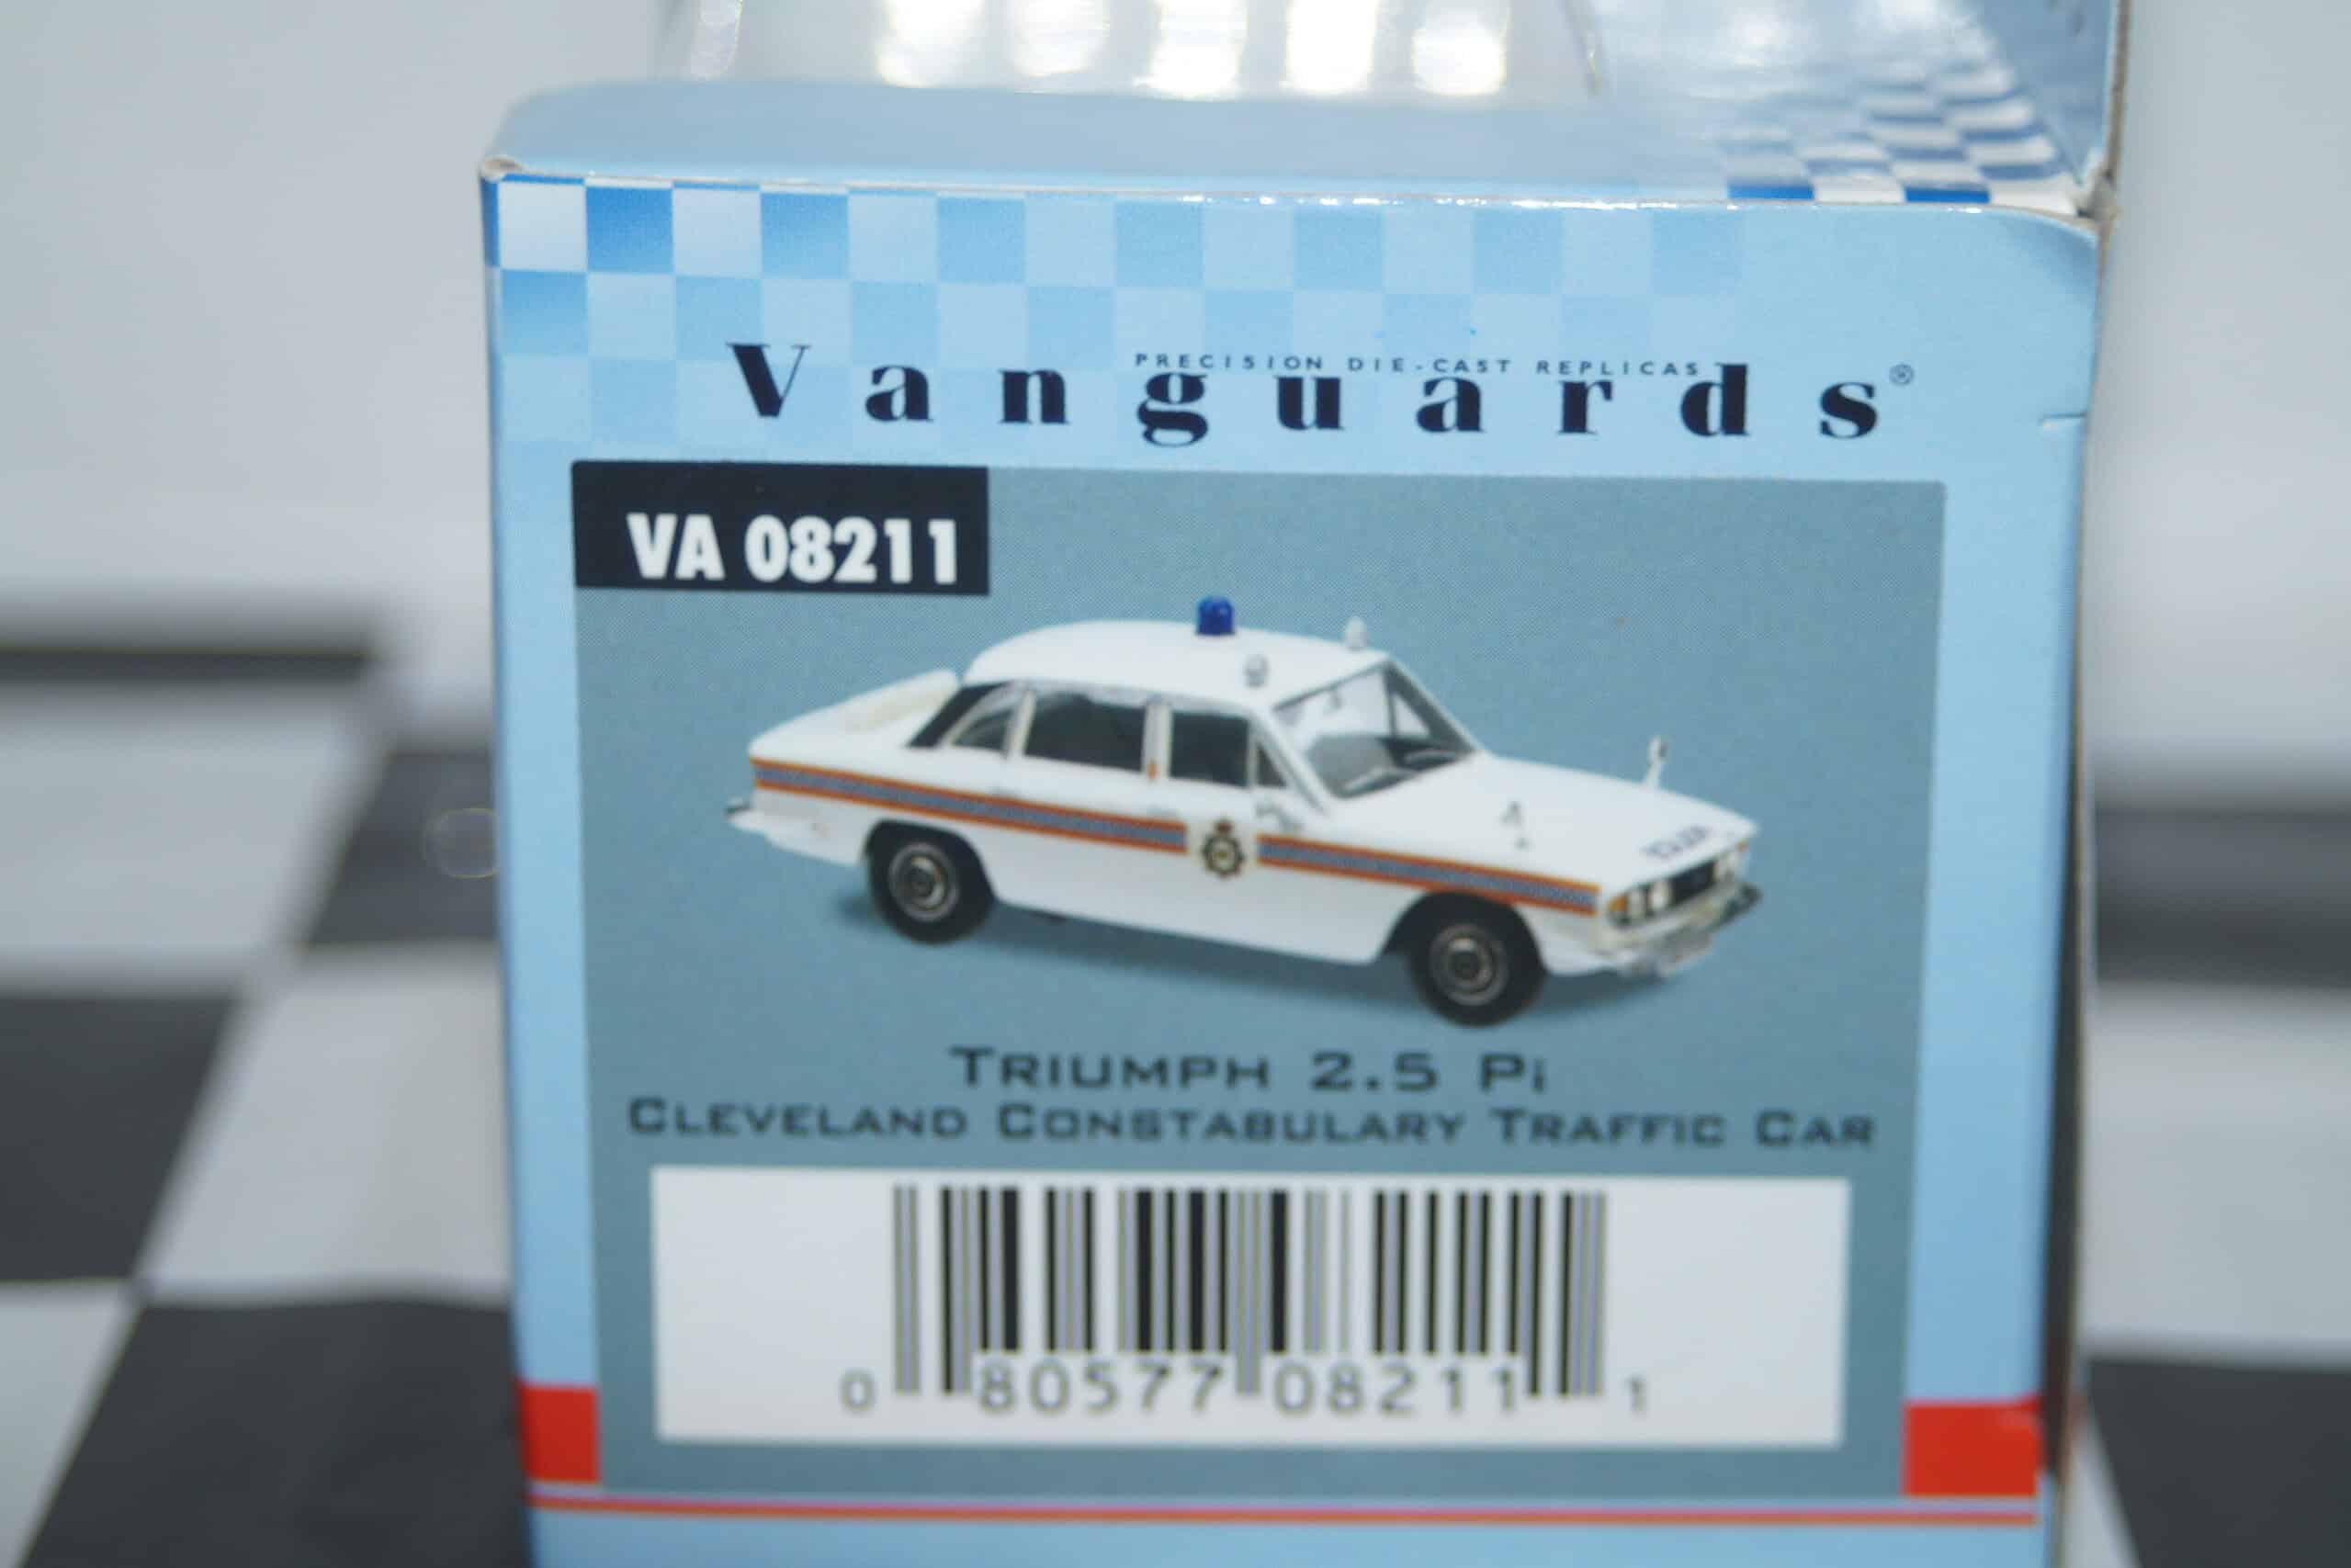 PRECISION DIE-CAST REPLICAS
Vanguards®
VA 08211
TRIUMPH 2.5 Pi
CLEVELAND CONSTABULARY TRAFFIC CAR
0 80577 08211 1